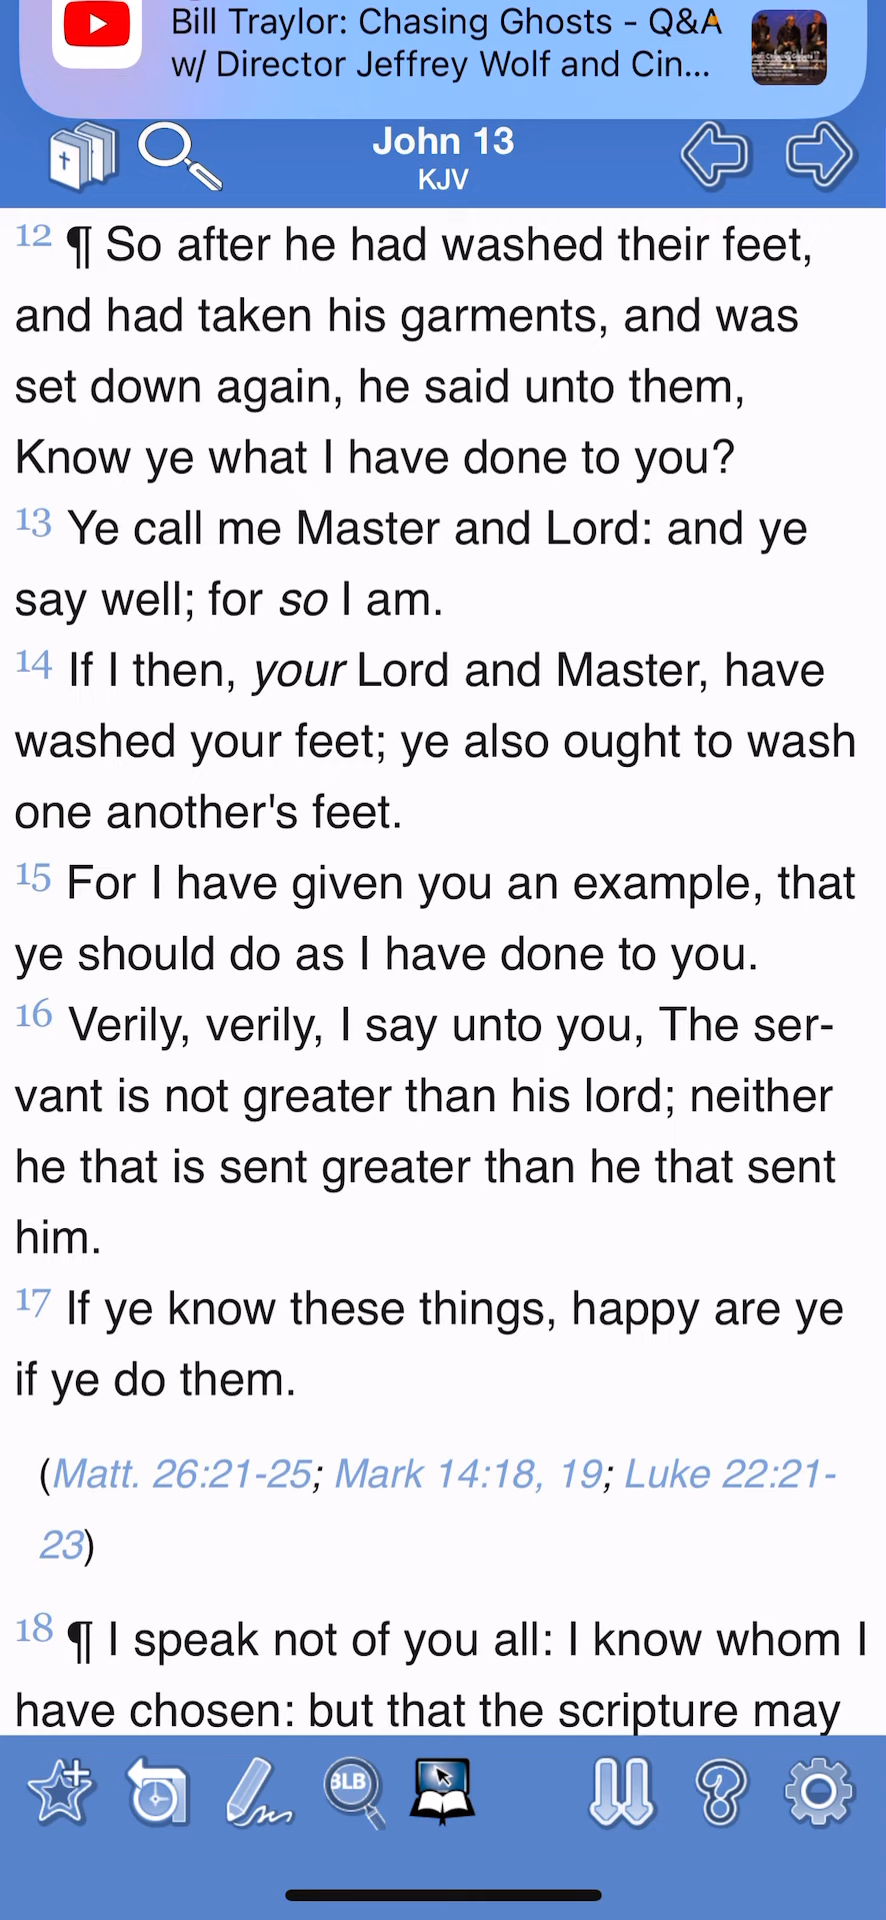 Bill Traylor: Chasing Ghosts - Q&A
w/ Director Jeffrey Wolf and Cin...
John 13
KJV
12 ¶ So after he had washed their feet,
and had taken his garments, and was
set down again, he said unto them,
Know ye what I have done to you?
13 Ye call me Master and Lord: and ye
say well; for so I am.
14 If I then, your Lord and Master, have
washed your feet; ye also ought to wash
one another's feet.
15 For I have given you an example, that
ye should do as I have done to you.
16 Verily, verily, I say unto you, The ser-
vant is not greater than his lord; neither
he that is sent greater than he that sent
him.
17 If ye know these things, happy are ye
if ye do them.
(Matt. 26:21-25; Mark 14:18, 19; Luke 22:21-
23)
18 ¶ I speak not of you all: I know whom I
have chosen: but that the scripture may
BLB